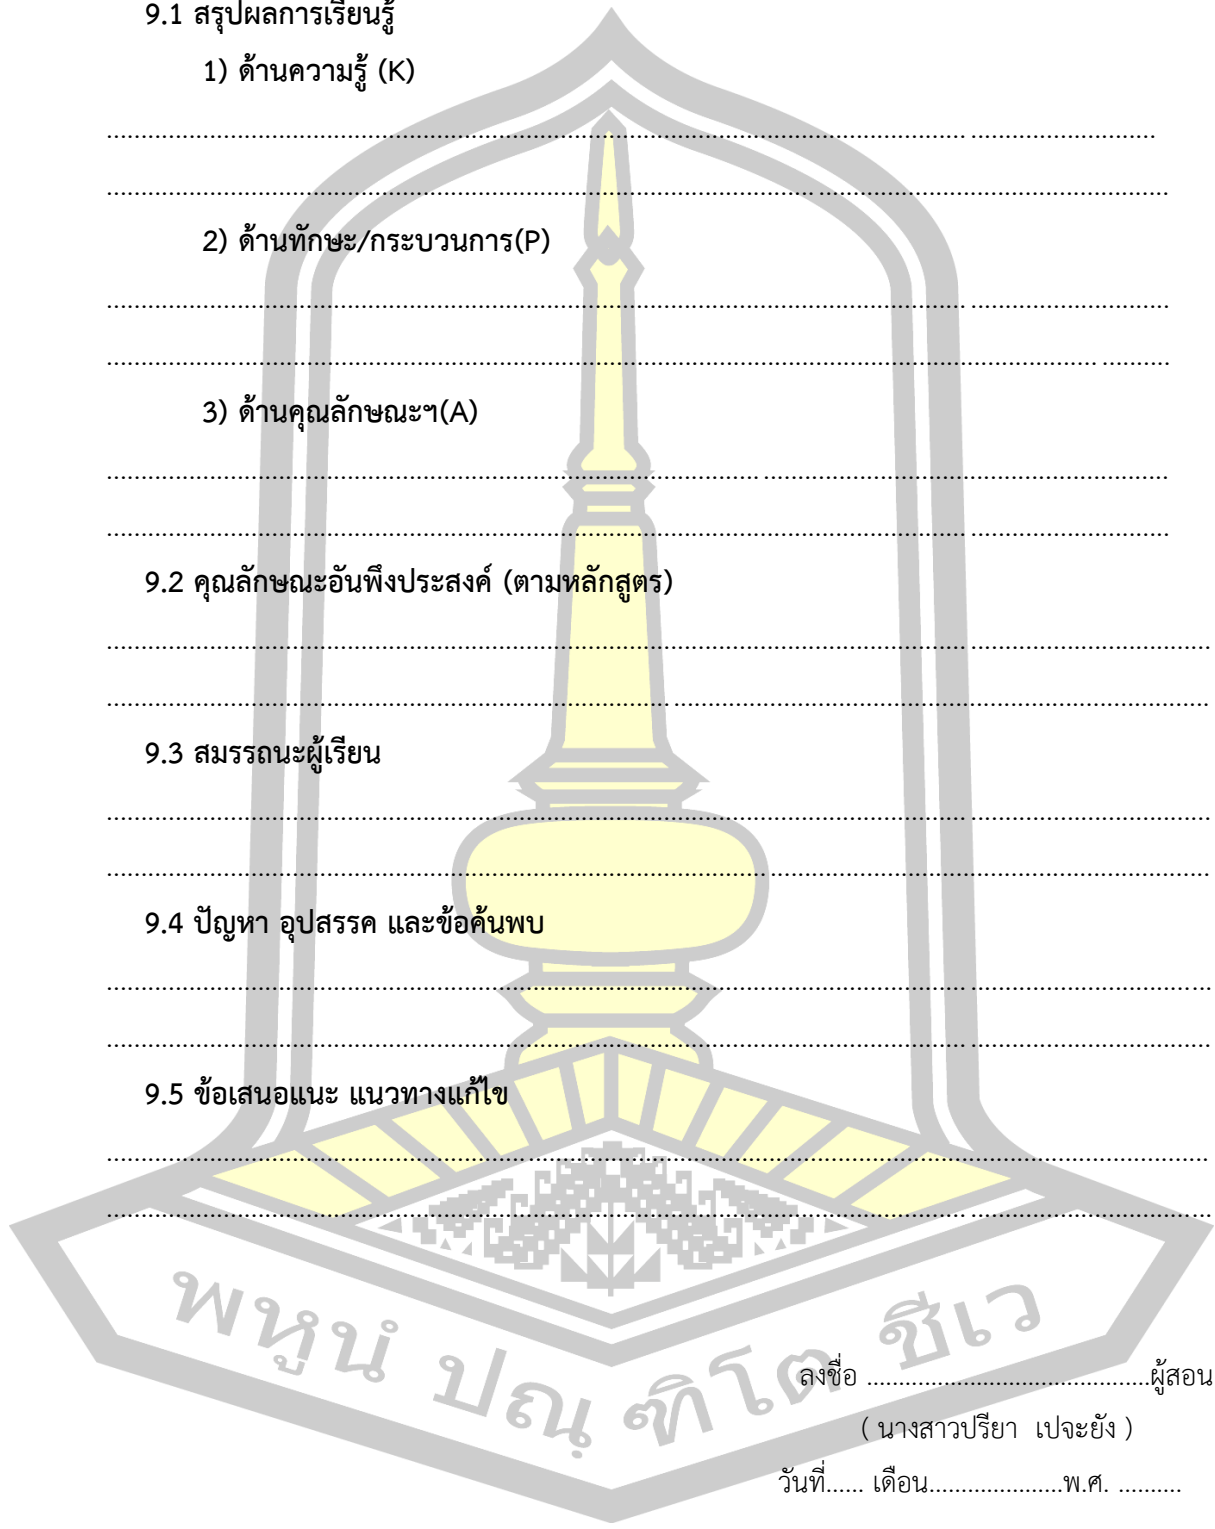 9.1 สรุปผลการเรียนรู้
1) ด้านความรู้ (K)
........................................................................................................................................................ ................................
........................................................................................................................... ..............................................................
2) ด้านทักษะ/กระบวนการ(P)
........................................................................................................................................................ ..................................
................................................................................................................................................................................ ..........
3) ด้านคุณลักษณะฯ(A)
................................................................................................................. .......................................................................
........................................................................................................................................................ ..................................
9.2 คุณลักษณะอันพึงประสงค์ (ตามหลักสูตร)
........................................................................................................................................................ ..........................................
................................................................................................. .............................................................................................
9.3 สมรรถนะผู้เรียน
........................................................................................................................................................ ..........................................
................................................................................................................... .............................................................................
9.4 ปัญหา อุปสรรค และข้อค้นพบ
........................................................................................................................................................ ..........................................
........................................................................................................................................................ ..........................................
9.5 ข้อเสนอแนะ แนวทางแก้ไข
................................................................................................................................................................................................
........................................................................................................................................................ ..........................................
พหูนํ ปณฺฑิโต ชีเว
ลงชื่อ ............................................ผู้สอน
( นางสาวปรียา เปจะยัง )
วันที่...... เดือน.....................พ.ศ. ..........